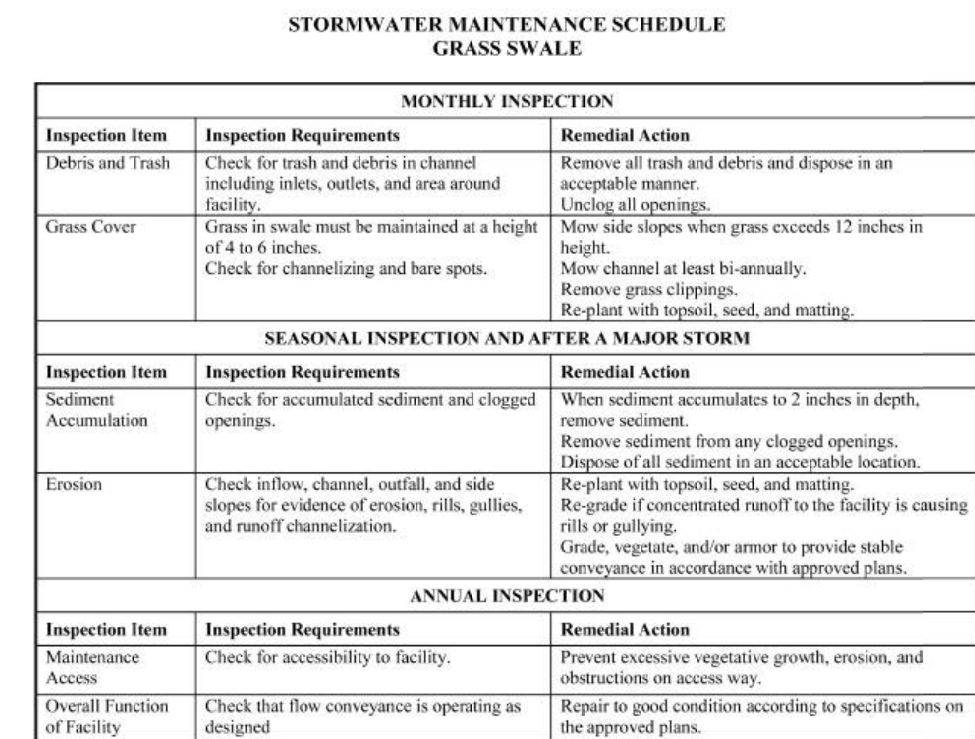 STORMWATER MAINTENANCE SCHEDULE
GRASS SWALE
MONTHLY INSPECTION
Inspection Item Inspection Requirements Remedial Action
Debris and Trash
Check for trash and debris in channel
including inlets, outlets, and area around
facility.
Remove all trash and debris and dispose in an
acceptable manner.
Unclog all openings.
Grass Cover
Grass in swale must be maintained at a height
of 4 to 6 inches.
Check for channelizing and bare spots.
Mow side slopes when grass exceeds 12 inches in
height.
Mow channel at least bi-annually.
Remove grass clippings.
Re-plant with topsoil, seed, and matting.
SEASONAL INSPECTION AND AFTER A MAJOR STORM
Inspection Item Inspection Requirements Remedial Action
Sediment
Accumulation
Check for accumulated sediment and clogged
openings.
When sediment accumulates to 2 inches in depth,
remove sediment.
Remove sediment from any clogged openings.
Dispose of all sediment in an acceptable location.
Erosion
Check inflow, channel, outfall, and side
slopes for evidence of erosion, rills, gullies,
and runoff channelization.
Re-plant with topsoil, seed, and matting.
Re-grade if concentrated runoff to the facility is causing
rills or gullying.
Grade, vegetate, and/or armor to provide stable
conveyance in accordance with approved plans.
ANNUAL INSPECTION
Inspection Item Inspection Requirements Remedial Action
Maintenance
Access
Check for accessibility to facility.
Prevent excessive vegetative growth, erosion, and
obstructions on access way.
Overall Function
of Facility
Check that flow conveyance is operating as
designed
Repair to good condition according to specifications on
the approved plans.